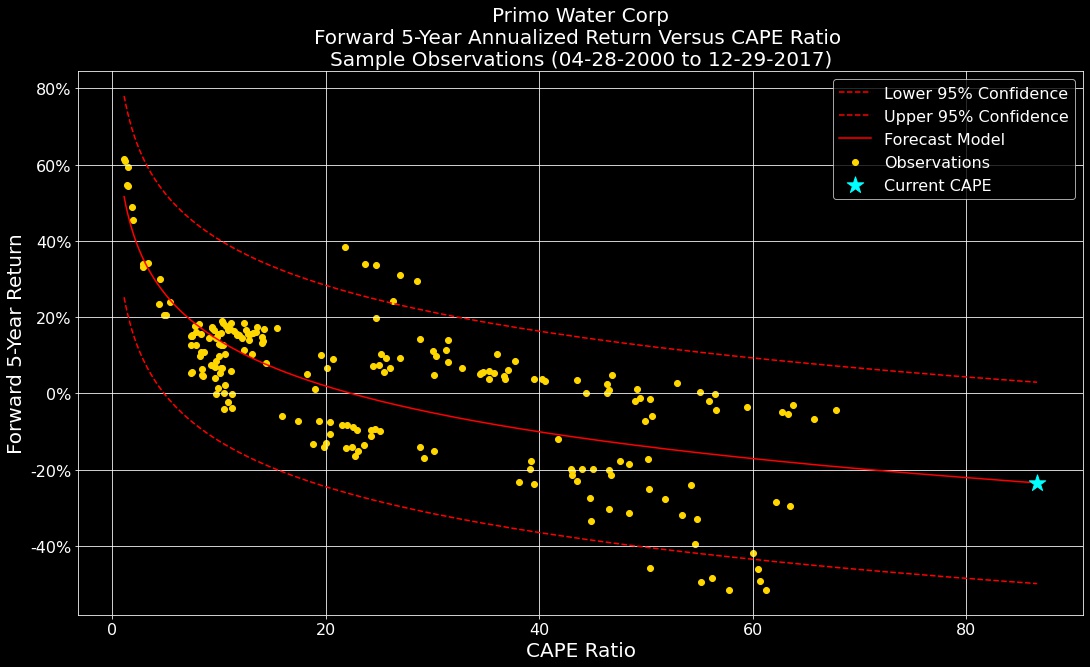 Primo Water Corp
Forward 5-Year Annualized Return Versus CAPE Ratio
Sample Observations (04-28-2000 to 12-29-2017)
Lower 95% Confidence
Upper 95% Confidence
Forecast Model
Observations
Current CAPE
Forward 5-Year Return
80%
60%
40%
20%
0%
-20%
-40%
0 20 40 60 80
CAPE Ratio